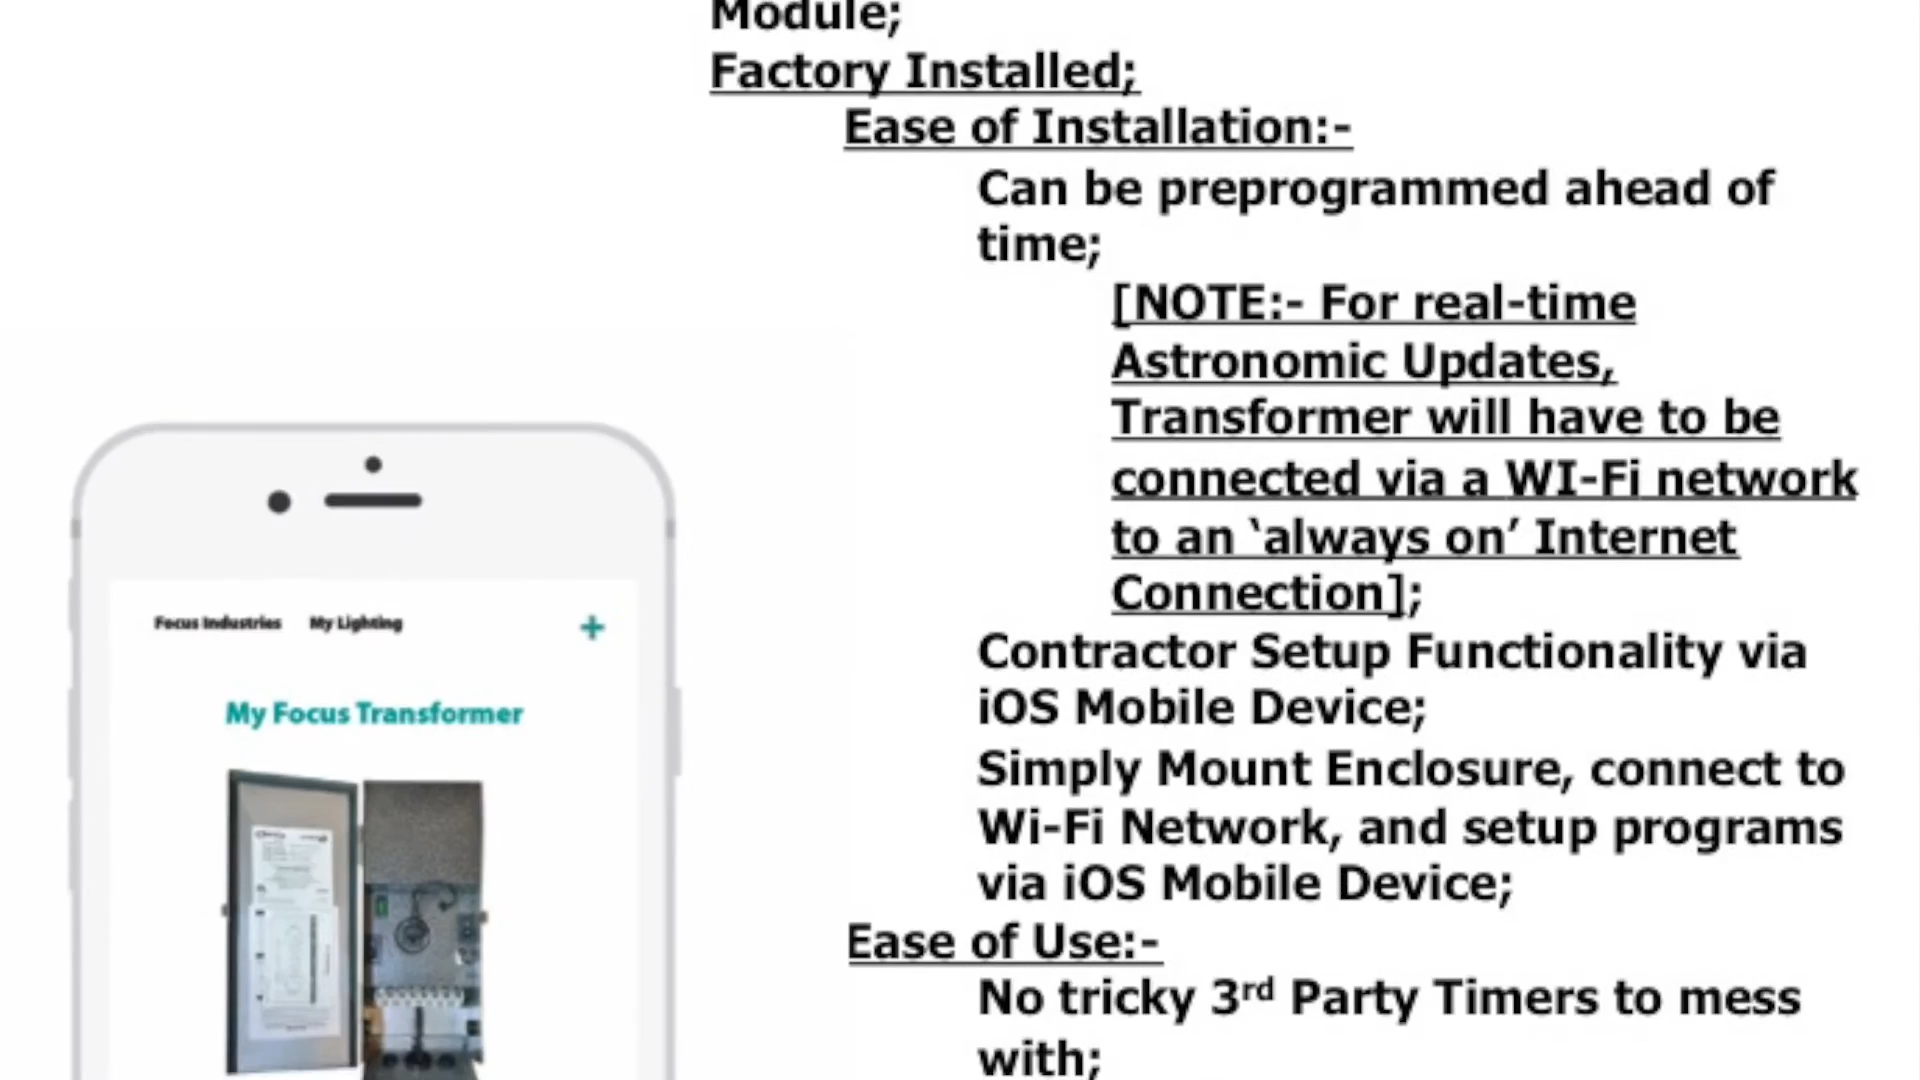 Module;
Factory Installed;
Ease of Installation:-
Can be preprogrammed ahead of
time;
[NOTE:- For real-time
Astronomic Updates,
Transformer will have to be
connected via a WI-Fi network
to an ‘always on’ Internet
Connection];
Contractor Setup Functionality via
iOS Mobile Device;
Simply Mount Enclosure, connect to
Wi-Fi Network, and setup programs
via iOS Mobile Device;
Ease of Use:-
No tricky 3rd Party Timers to mess
with;
Focus Industries My Lighting +
My Focus Transformer